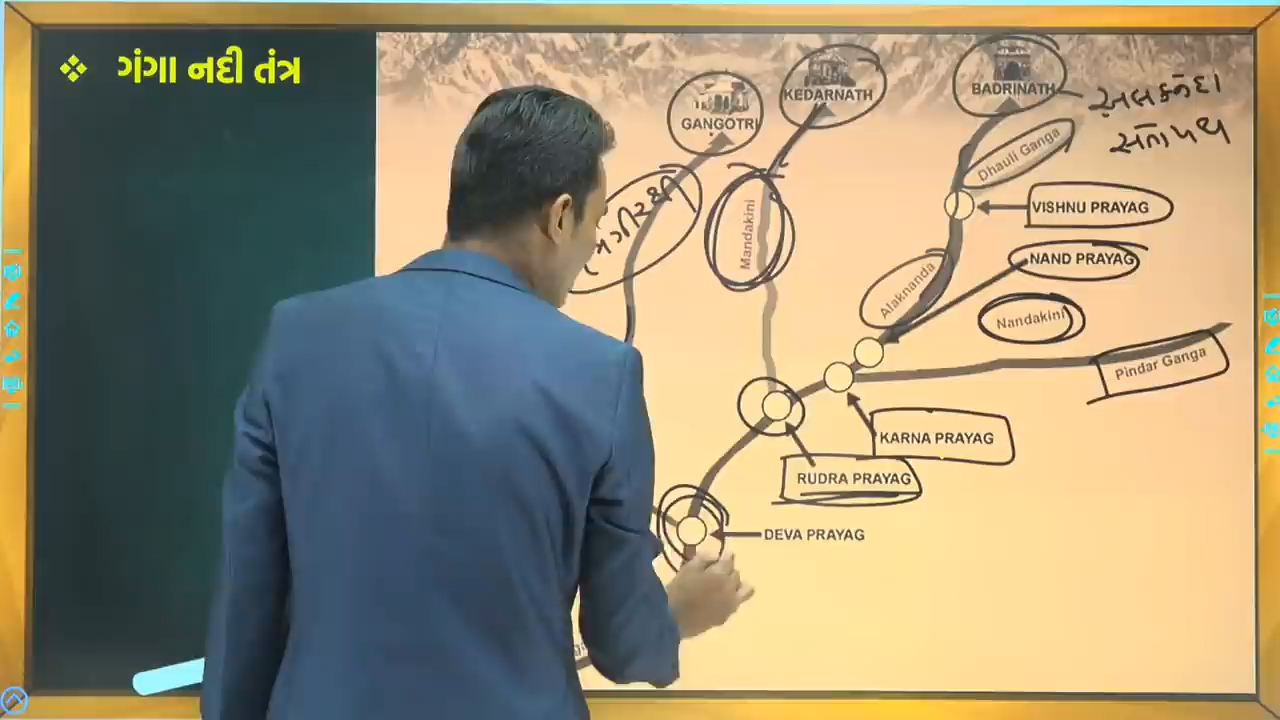 ❖ ગંગા નદી તંત્ર
GANGOTRI
KEDARNATH
BADRINATH
અલકનંદા
સતોપથ
Dhauli Ganga
VISHNU PRAYAG
Mandakini
NAND PRAYAG
Alaknanda
Nandakini
Pindar Ganga
KARNA PRAYAG
RUDRA PRAYAG
DEVA PRAYAG